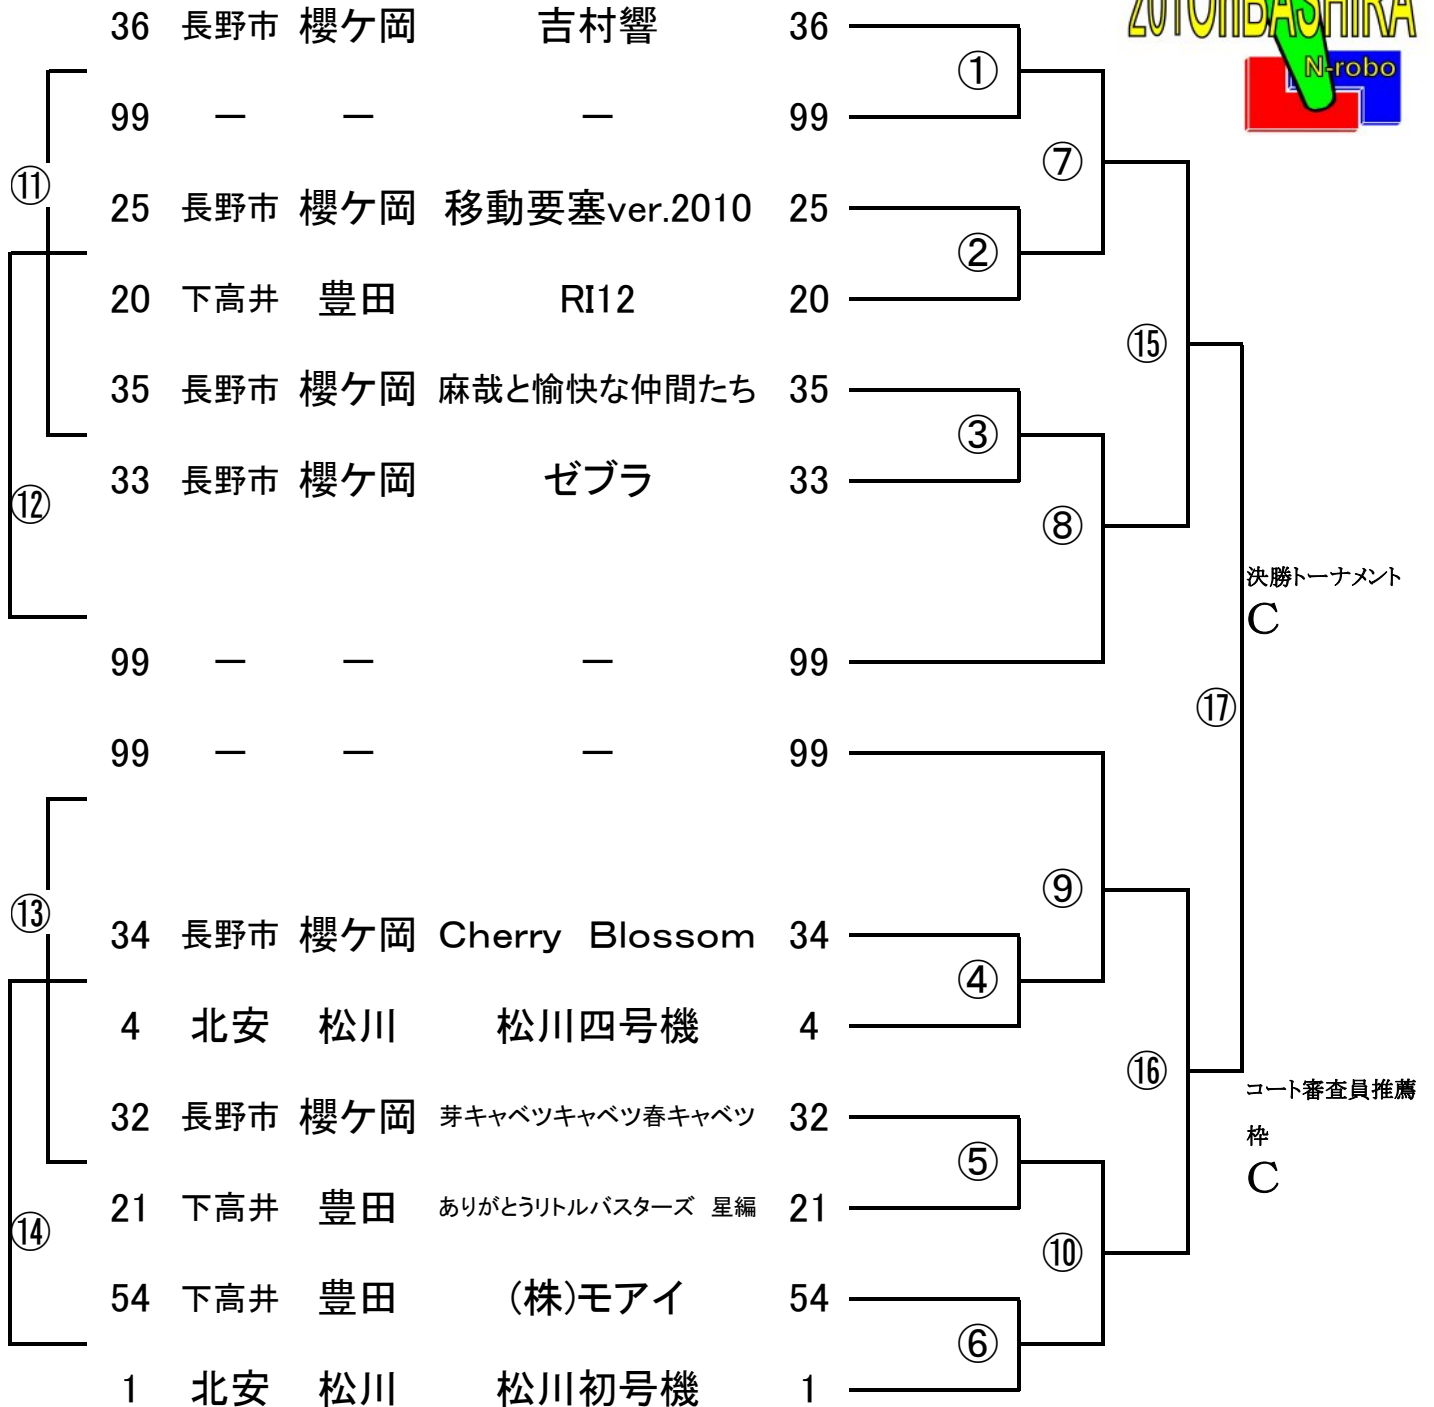 2010HBASHIRA
N-robo
36 長野市 櫻ケ岡 吉村響 36
①
99 － － － 99
⑦
⑪
25 長野市 櫻ケ岡 移動要塞ver.2010 25
②
20 下高井 豊田 RI12 20
⑮
35 長野市 櫻ケ岡 麻哉と愉快な仲間たち 35
③
33 長野市 櫻ケ岡 ゼブラ 33
⑫
⑧
決勝トーナメント
C
99 － － － 99
⑰
99 － － － 99
⑨
⑬
34 長野市 櫻ケ岡 Cherry Blossom 34
④
4 北安 松川 松川四号機 4
⑯
コート審査員推薦
枠
C
32 長野市 櫻ケ岡 芽キャベツキャベツ春キャベツ 32
⑤
21 下高井 豊田 ありがとうリトルバスターズ 星編 21
⑭
⑩
54 下高井 豊田 (株)モアイ 54
⑥
1 北安 松川 松川初号機 1